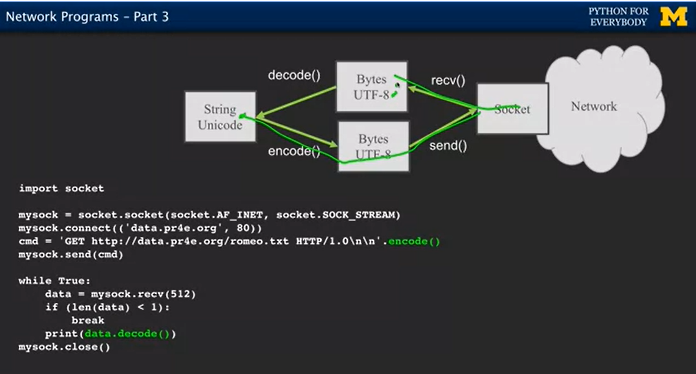 Network Programs – Part 3
PYTHON FOR
EVERYBODY
M
decode()
Bytes
UTF-8
recv()
String
Unicode
Socket
Network
encode()
Bytes
UTF-8
send()
import socket
mysock = socket.socket(socket.AF_INET, socket.SOCK_STREAM)
mysock.connect(('data.pr4e.org', 80))
cmd = 'GET http://data.pr4e.org/romeo.txt HTTP/1.0\n\n'.encode()
mysock.send(cmd)
while True:
    data = mysock.recv(512)
    if (len(data) < 1):
        break
    print(data.decode())
mysock.close()